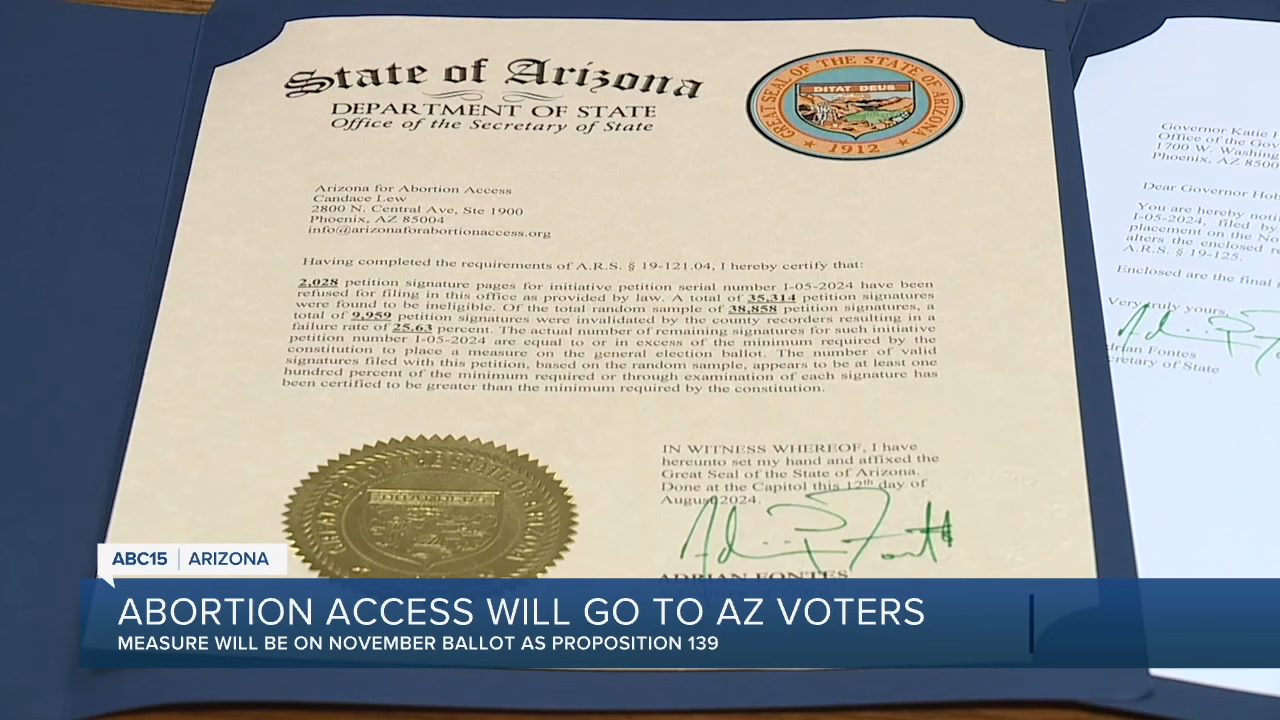 State of Arizona
DEPARTMENT OF STATE
Office of the Secretary of State
GREAT SEAL OF THE STATE OF ARIZONA
DITAT DEUS
1912
Arizona for Abortion Access
Candace Lew
2800 N. Central Ave, Ste 1900
Phoenix, AZ 85004
info@arizonaforabortionaccess.org
Having completed the requirements of A.R.S. § 19-121.04, I hereby certify that:
2,028 petition signature pages for initiative petition serial number I-05-2024 have been
refused for filing in this office as provided by law. A total of 35,314 petition signatures
were found to be ineligible. Of the total random sample of 38,858 petition signatures, a
total of 9,959 petition signatures were invalidated by the county recorders resulting in a
failure rate of 25.63 percent. The actual number of remaining signatures for such initiative
petition number I-05-2024 are equal to or in excess of the minimum required by the
constitution to place a measure on the general election ballot. The number of valid
signatures filed with this petition, based on the random sample, appears to be at least one
hundred percent of the minimum required or through examination of each signature has
been certified to be greater than the minimum required by the constitution.
IN WITNESS WHEREOF, I have
hereunto set my hand and affixed the
Great Seal of the State of Arizona.
Done at the Capitol this 12th day of
August 2024.
Adrian Fontes
ADRIAN FONTES
Governor Katie
Office of the Gov
1700 W. Washing
Phoenix, AZ 8500
Dear Governor Hob
You are hereby noti
I-05-2024, filed by
placement on the No
alters the enclosed
A.R.S. § 19-125.
Enclosed are the final
Very truly yours,
drian Fontes
cretary of State
ABC15 | ARIZONA
ABORTION ACCESS WILL GO TO AZ VOTERS
MEASURE WILL BE ON NOVEMBER BALLOT AS PROPOSITION 139